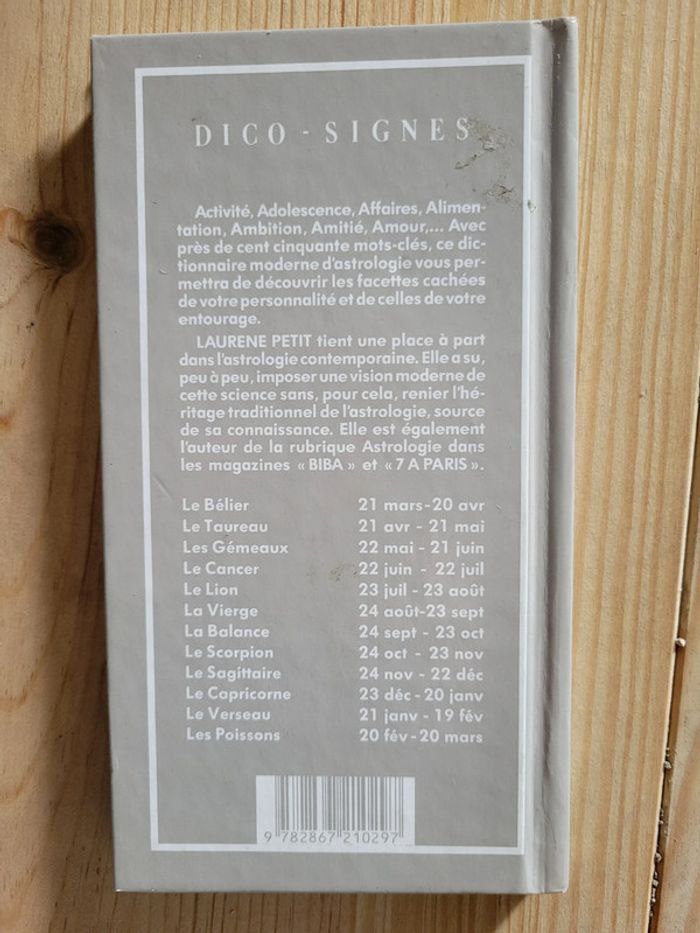 DICO - SIGNES
Activité, Adolescence, Affaires, Alimen-
tation, Ambition, Amitié, Amour,... Avec
près de cent cinquante mots-clés, ce dic-
tionnaire moderne d'astrologie vous per-
mettra de découvrir les facettes cachées
de votre personnalité et de celles de votre
entourage.
LAURENE PETIT tient une place à part
dans l'astrologie contemporaine. Elle a su,
peu à peu, imposer une vision moderne de
cette science sans, pour cela, renier l'hé-
ritage traditionnel de l'astrologie, source
de sa connaissance. Elle est également
l'auteur de la rubrique Astrologie dans
les magazines « BIBA » et « 7 A PARIS ».
Le Bélier 21 mars-20 avr
Le Taureau 21 avr - 21 mai
Les Gémeaux 22 mai - 21 juin
Le Cancer 22 juin - 22 juil
Le Lion 23 juil - 23 août
La Vierge 24 août-23 sept
La Balance 24 sept - 23 oct
Le Scorpion 24 oct - 23 nov
Le Sagittaire 24 nov - 22 déc
Le Capricorne 23 déc - 20 janv
Le Verseau 21 janv - 19 fév
Les Poissons 20 fév-20 mars
9 782867 210297